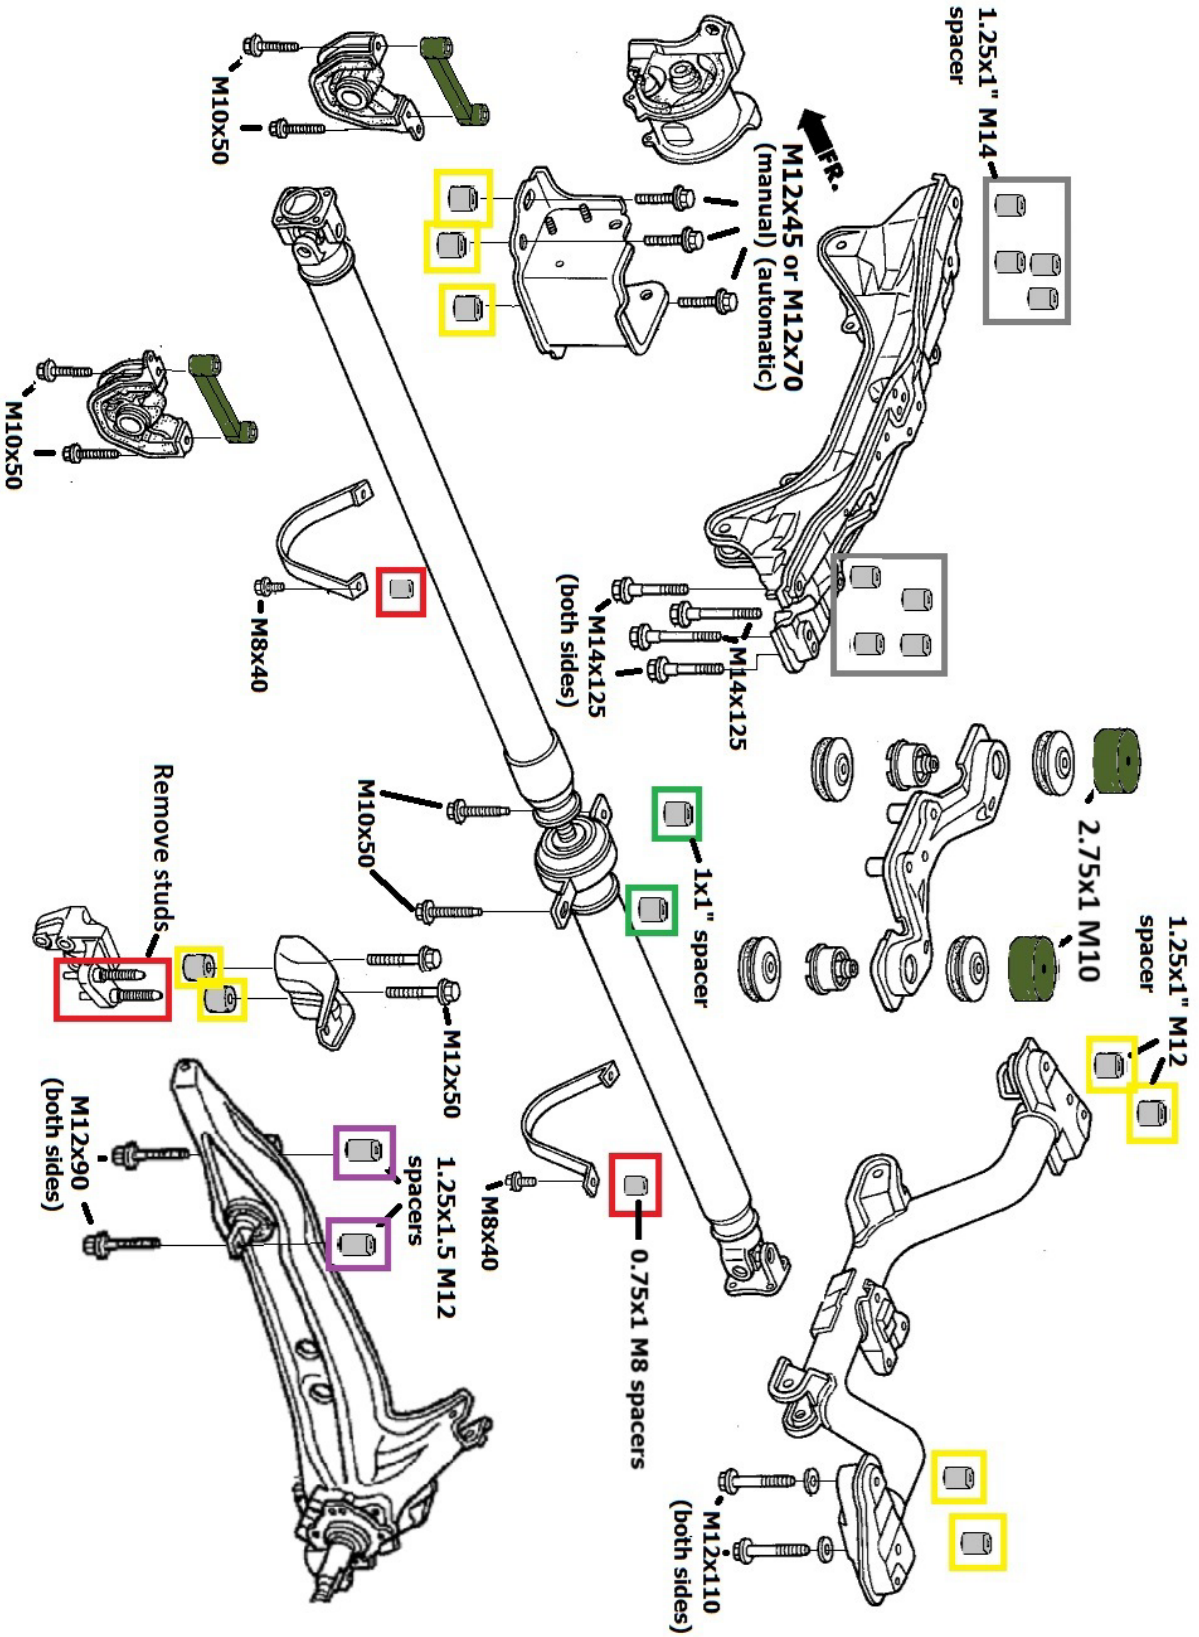 1.25x1" M14
spacer
FR.
M12x45 or M12x70
(manual) (automatic)
M10x50
M10x50
M8x40
M14x125
(both sides)
M14x125
2.75x1 M10
1.25x1" M12
spacer
1x1" spacer
M10x50
Remove studs
M12x50
M12x90
(both sides)
1.25x1.5 M12
spacers
M8x40
0.75x1 M8 spacers
M12x110
(both sides)